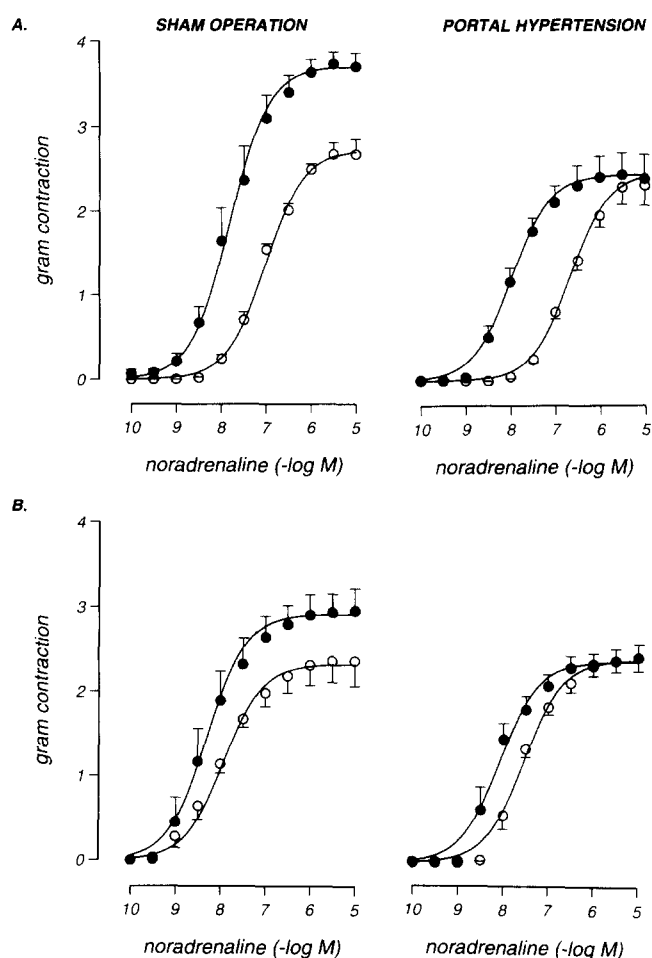 A.
SHAM OPERATION
PORTAL HYPERTENSION
4
3
2
1
0
gram contraction
10 9 8 7 6 5
10 9 8 7 6 5
noradrenaline (-log M)
noradrenaline (-log M)
B.
4
3
2
1
0
gram contraction
10 9 8 7 6 5
10 9 8 7 6 5
noradrenaline (-log M)
noradrenaline (-log M)